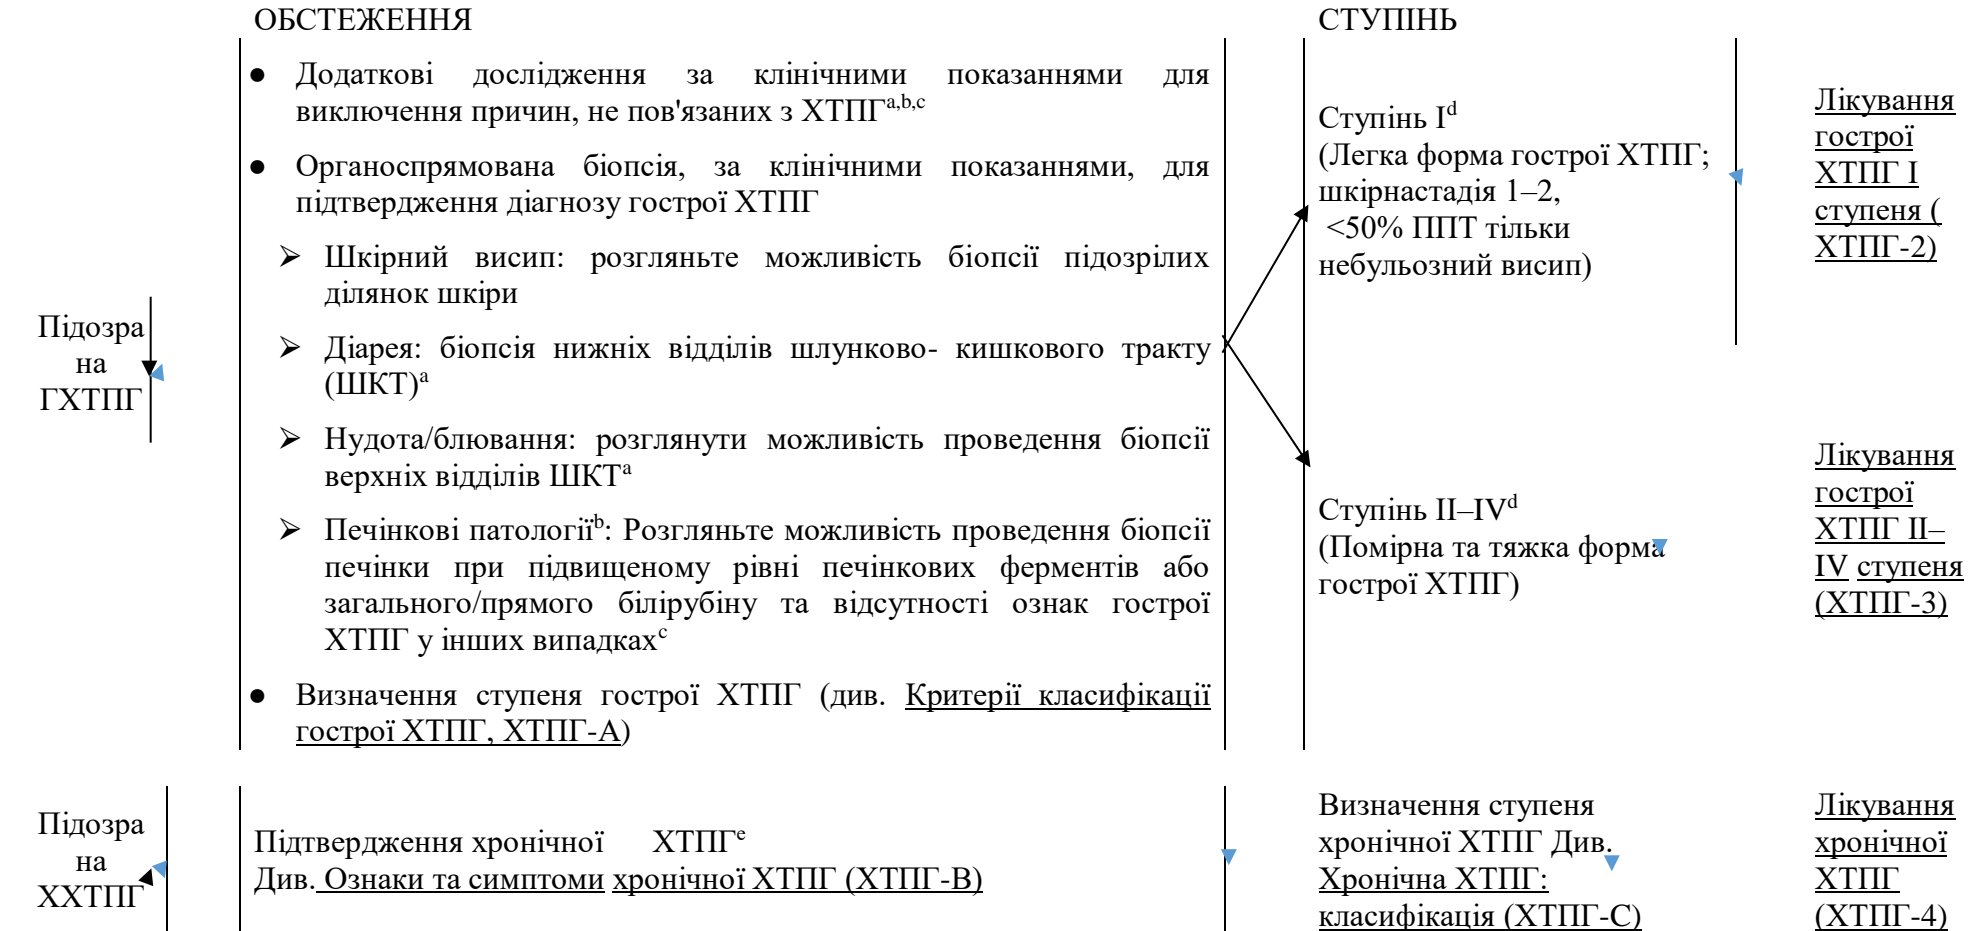 ОБСТЕЖЕННЯ
СТУПІНЬ
Підозра
на
ГХТПГ
● Додаткові дослідження за клінічними показаннями для
виключення причин, не пов'язаних з ХТПГa,b,c
● Органоспрямована біопсія, за клінічними показаннями, для
підтвердження діагнозу гострої ХТПГ
➢ Шкірний висип: розгляньте можливість біопсії підозрілих
ділянок шкіри
➢ Діарея: біопсія нижніх відділів шлунково- кишкового тракту
(ШКТ)a
➢ Нудота/блювання: розглянути можливість проведення біопсії
верхніх відділів ШКТa
➢ Печінкові патологіїb: Розгляньте можливість проведення біопсії
печінки при підвищеному рівні печінкових ферментів або
загального/прямого білірубіну та відсутності ознак гострої
ХТПГ у інших випадкахc
● Визначення ступеня гострої ХТПГ (див. Критерії класифікації
гострої ХТПГ, ХТПГ-A)
Ступінь Id
(Легка форма гострої ХТПГ;
шкірнастадія 1–2,
<50% ППТ тільки
небульозний висип)
Лікування
гострої
ХТПГ I
ступеня (
ХТПГ-2)
Ступінь II–IVd
(Помірна та тяжка форма
гострої ХТПГ)
Лікування
гострої
ХТПГ II–
IV ступеня
(ХТПГ-3)
Підозра
на
ХХТПГ
Підтвердження хронічної ХТПГe
Див. Ознаки та симптоми хронічної ХТПГ (ХТПГ-B)
Визначення ступеня
хронічної ХТПГ Див.
Хронічна ХТПГ:
класифікація (ХТПГ-C)
Лікування
хронічної
ХТПГ
(ХТПГ-4)